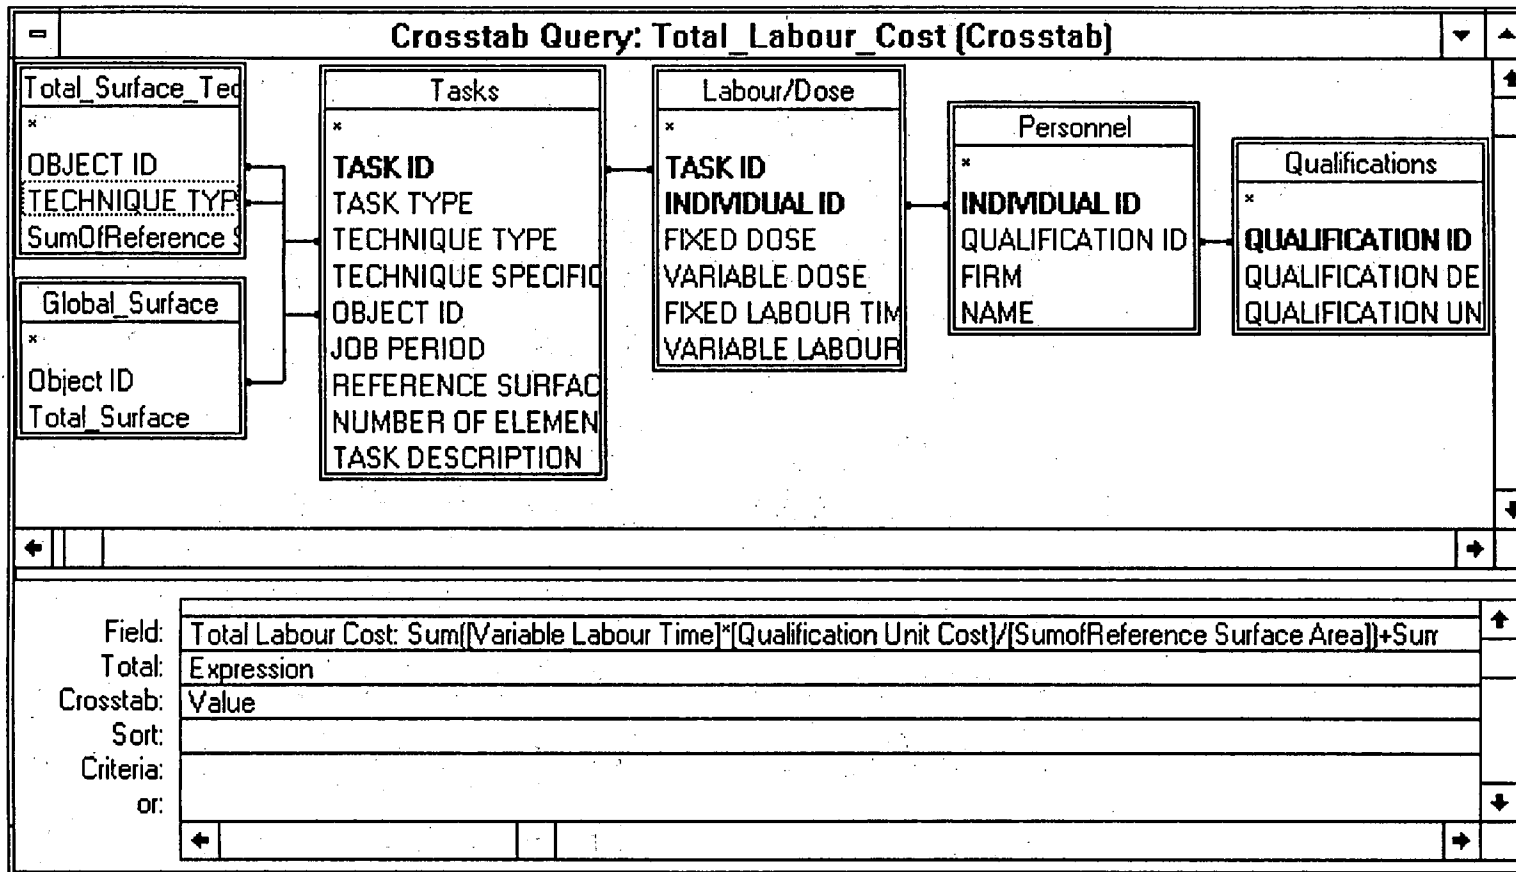 Crosstab Query: Total_Labour_Cost (Crosstab)
Total_Surface_Tec
*
OBJECT ID
TECHNIQUE TYP
SumOfReference S
Global_Surface
*
Object ID
Total_Surface
Tasks
*
TASK ID
TASK TYPE
TECHNIQUE TYPE
TECHNIQUE SPECIFIC
OBJECT ID
JOB PERIOD
REFERENCE SURFAC
NUMBER OF ELEMEN
TASK DESCRIPTION
Labour/Dose
*
TASK ID
INDIVIDUAL ID
FIXED DOSE
VARIABLE DOSE
FIXED LABOUR TIM
VARIABLE LABOUR
Personnel
*
INDIVIDUAL ID
QUALIFICATION ID
FIRM
NAME
Qualifications
*
QUALIFICATION ID
QUALIFICATION DE
QUALIFICATION UN
Field: Total Labour Cost: Sum([Variable Labour Time]*[Qualification Unit Cost]/[SumofReference Surface Area])+Sum
Total: Expression
Crosstab: Value
Sort:
Criteria:
or: